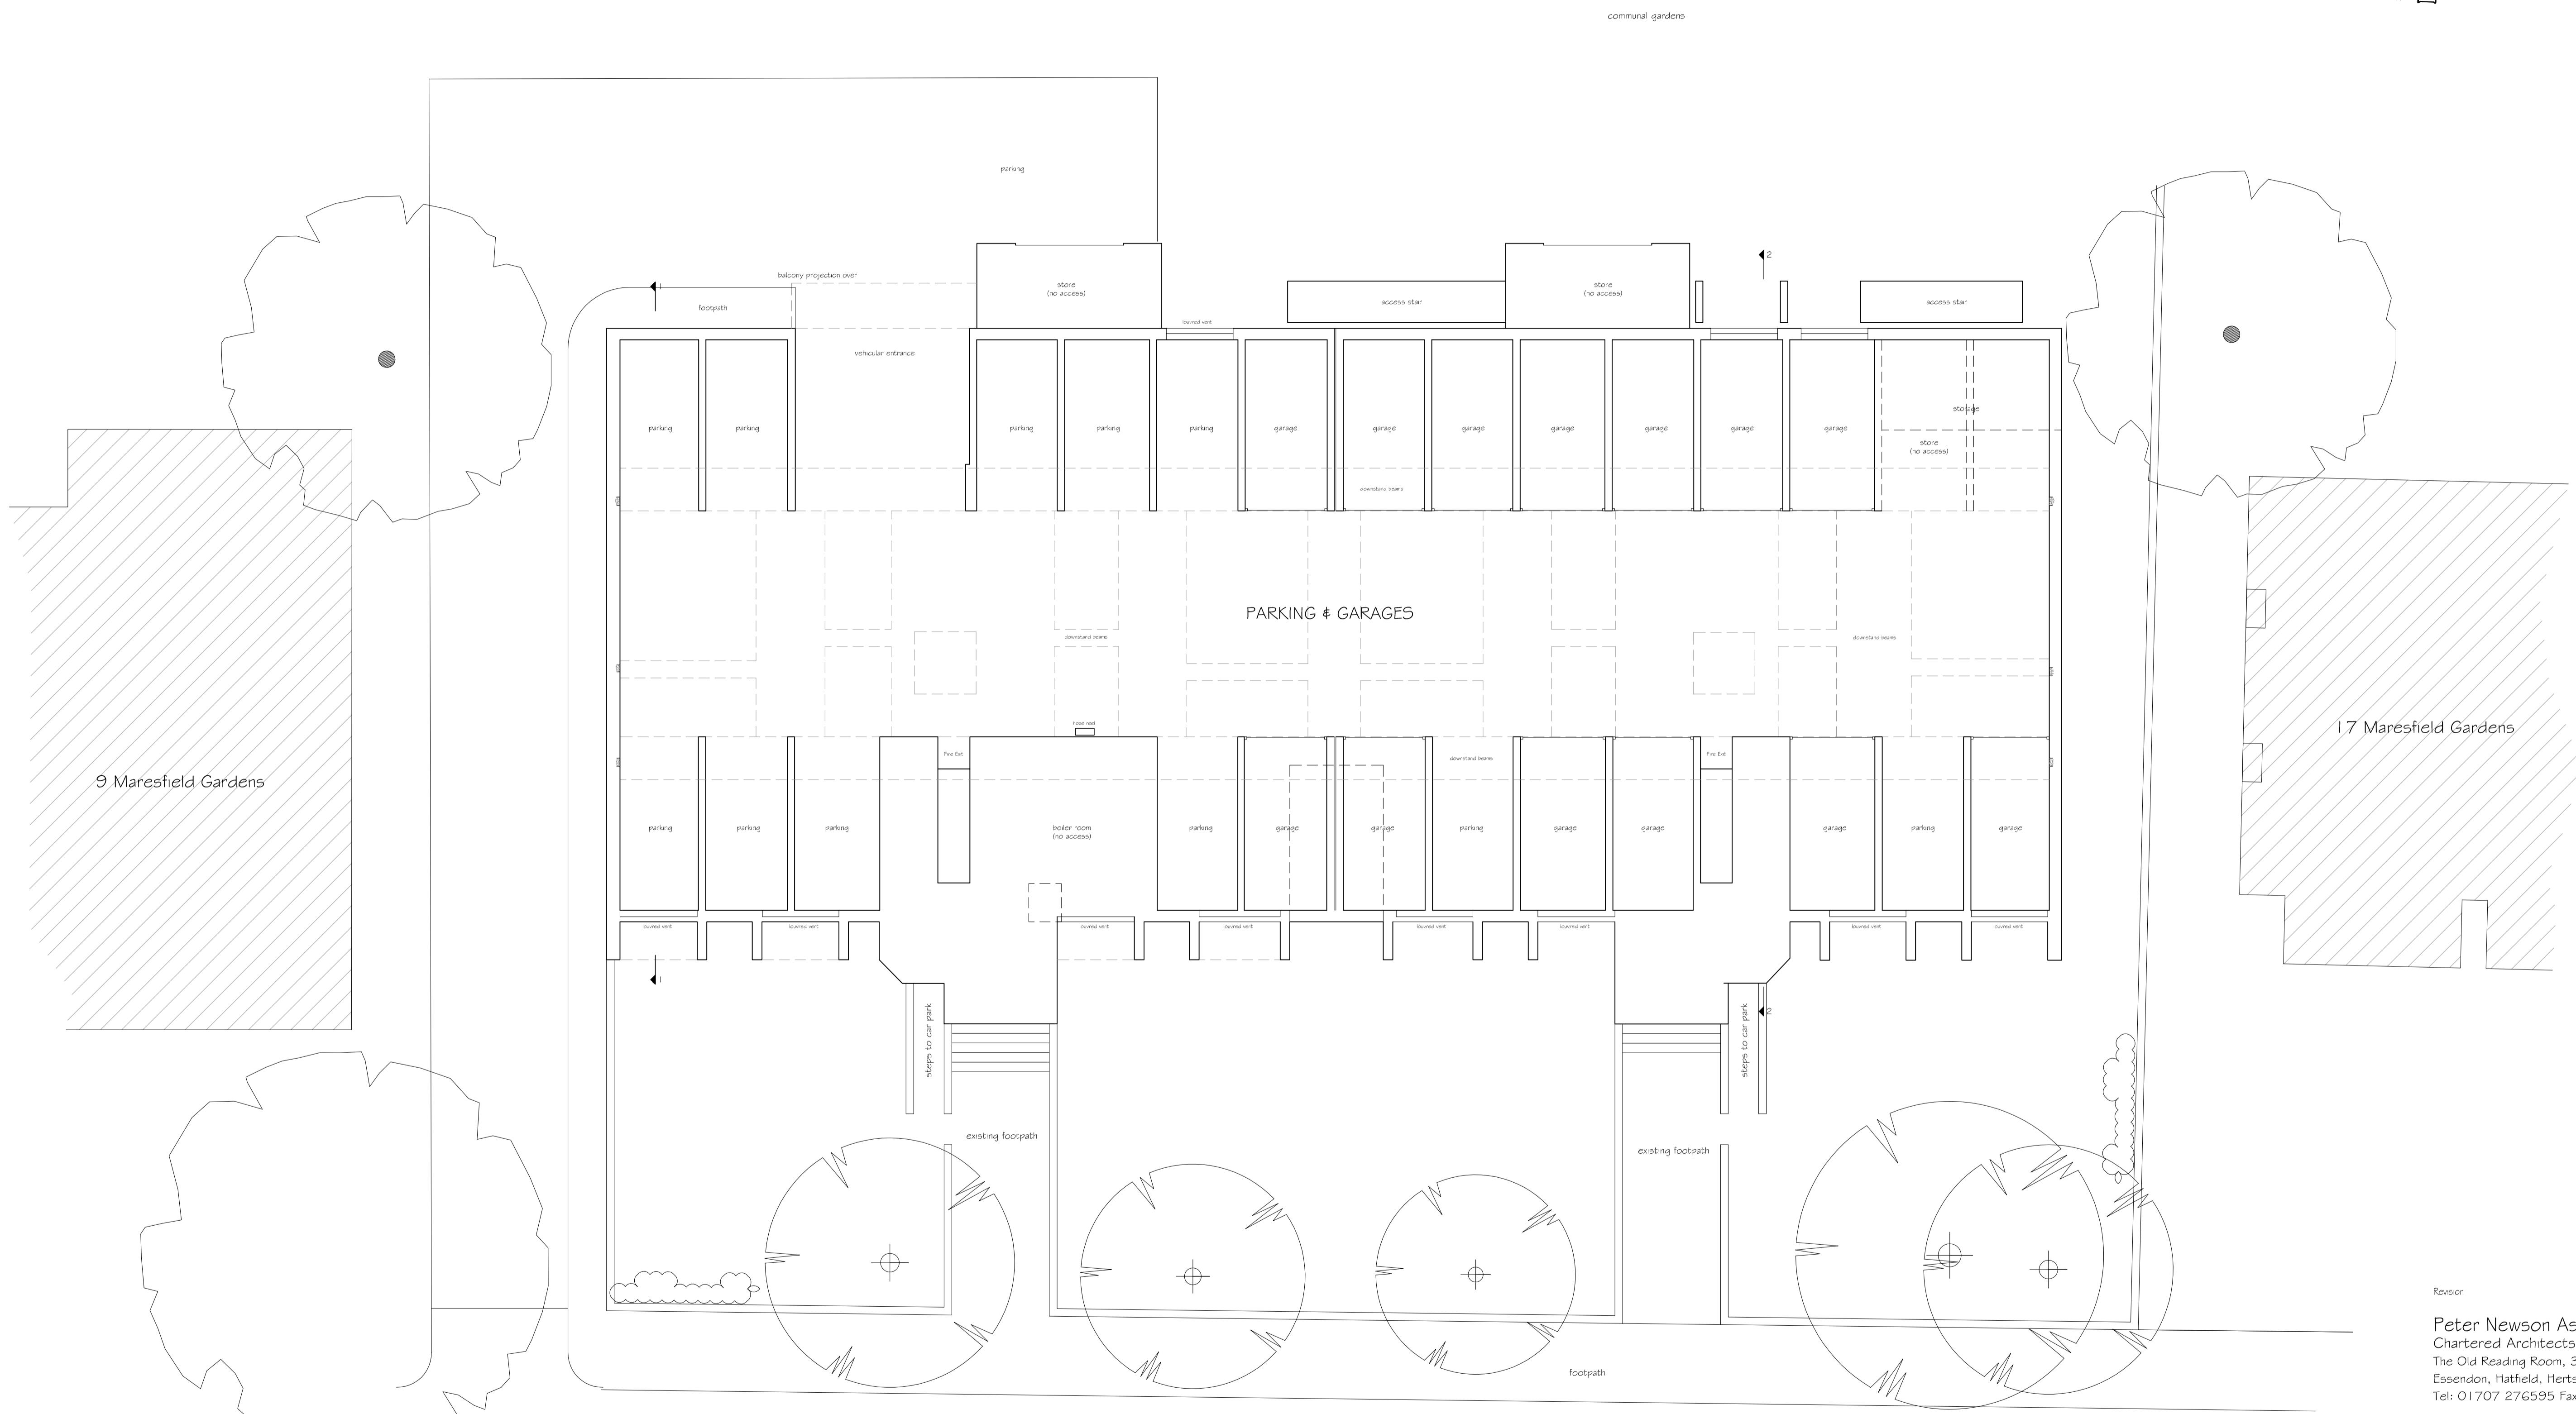 communal gardens
parking
balcony projection over
footpath
1
store
(no access)
louvred vent
access stair
store
(no access)
2
access stair
vehicular entrance
parking
parking
parking
parking
parking
garage
garage
garage
garage
garage
garage
garage
storage
store
(no access)
downstand beams
PARKING & GARAGES
downstand beams
downstand beams
hose reel
Fire Exit
downstand beams
Fire Exit
9 Maresfield Gardens
17 Maresfield Gardens
parking
parking
parking
boiler room
(no access)
parking
garage
garage
parking
garage
garage
garage
parking
garage
louvred vent
louvred vent
louvred vent
louvred vent
louvred vent
louvred vent
louvred vent
louvred vent
1
2
steps to car park
steps to car park
existing footpath
existing footpath
footpath
Revision
Peter Newson As
Chartered Architects
The Old Reading Room, 3
Essendon, Hatfield, Herts
Tel: 01707 276595 Fax